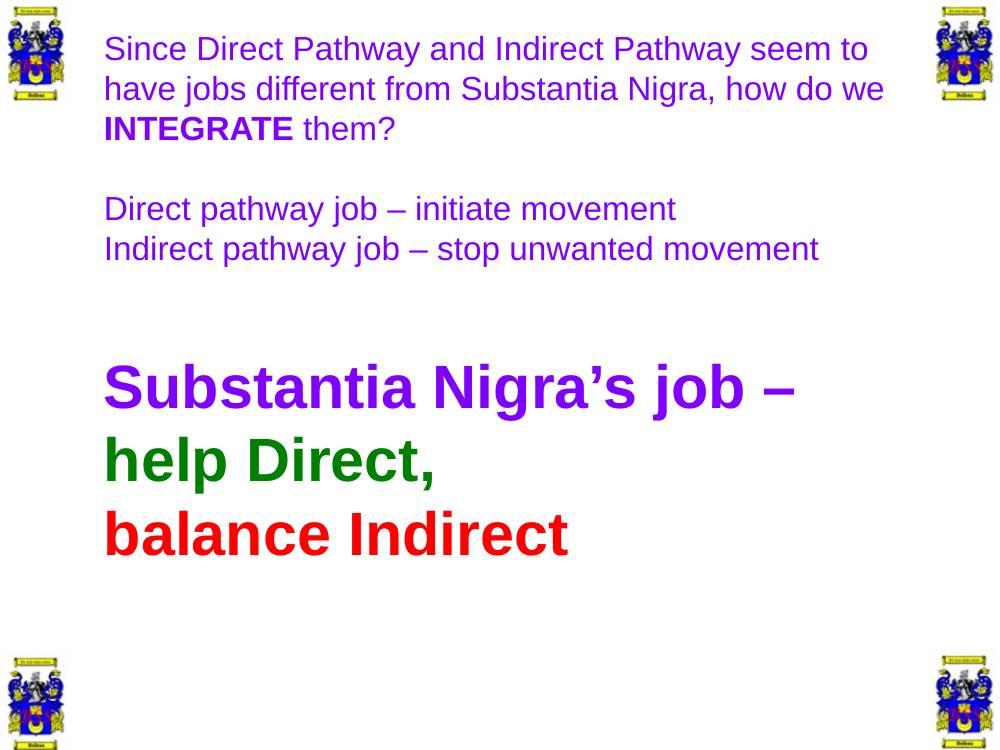 Since Direct Pathway and Indirect Pathway seem to
have jobs different from Substantia Nigra, how do we
INTEGRATE them?
Direct pathway job – initiate movement
Indirect pathway job – stop unwanted movement
Substantia Nigra’s job –
help Direct,
balance Indirect